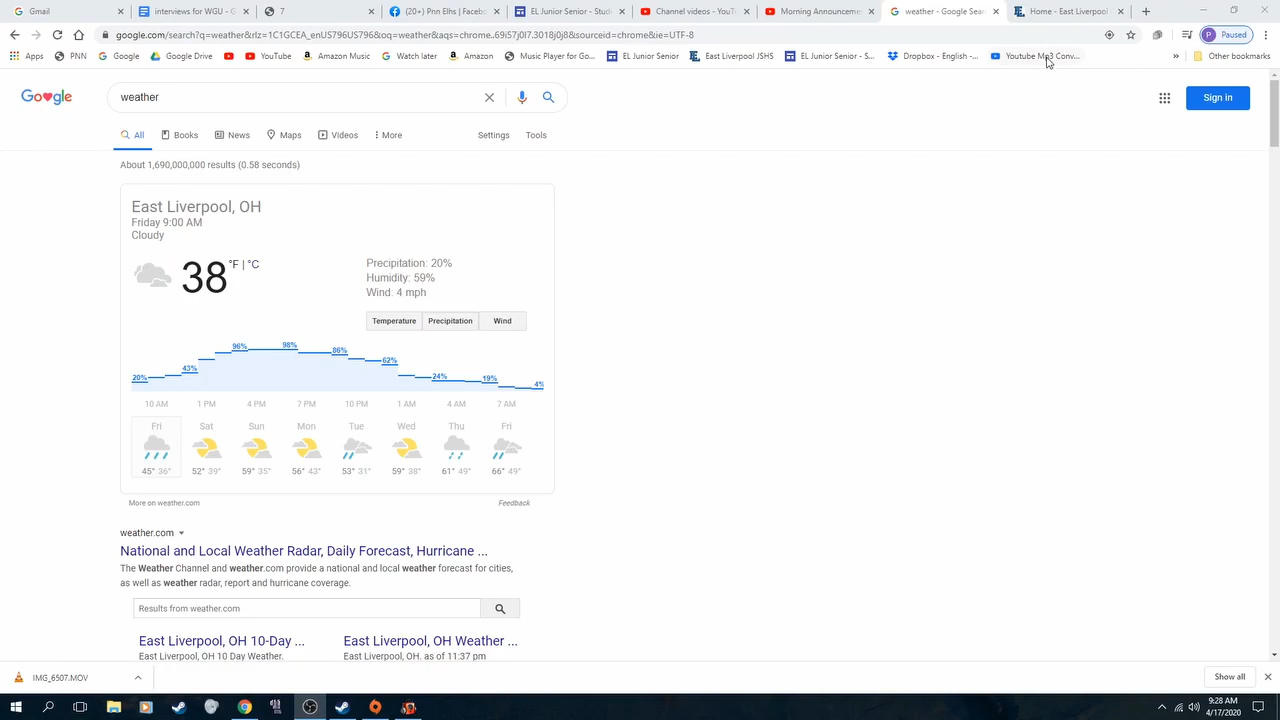 Gmail
interviews for WGU - G
7
(20+) Pnn Elhs | Faceb
EL Junior Senior - Stud
Channel videos - YouT
Morning Announceme
weather - Google Sear
Home - East Liverpool
google.com/search?q=weather&rlz=1C1GCEA_enUS796US796&oq=weather&aqs=chrome..69i57j0l7.3018j0j8&sourceid=chrome&ie=UTF-8
P Paused
Apps
PNN
Google
Google Drive
YouTube
Amazon Music
Watch later
Amazon
Music Player for Go...
EL Junior Senior
East Liverpool JSHS
EL Junior Senior - S...
Dropbox - English -...
Youtube Mp3 Conv...
»
Other bookmarks
weather
Sign in
All
Books
News
Maps
Videos
More
Settings
Tools
About 1,690,000,000 results (0.58 seconds)
East Liverpool, OH
Friday 9:00 AM
Cloudy
38 °F | °C
Precipitation: 20%
Humidity: 59%
Wind: 4 mph
Temperature Precipitation Wind
20% 43% 96% 98% 86% 62% 24% 19% 4%
10 AM 1 PM 4 PM 7 PM 10 PM 1 AM 4 AM 7 AM
Fri Sat Sun Mon Tue Wed Thu Fri
45° 36° 52° 39° 59° 35° 56° 43° 53° 31° 59° 38° 61° 49° 66° 49°
More on weather.com
Feedback
weather.com
National and Local Weather Radar, Daily Forecast, Hurricane ...
The Weather Channel and weather.com provide a national and local weather forecast for cities,
as well as weather radar, report and hurricane coverage.
Results from weather.com
East Liverpool, OH 10-Day ...
East Liverpool, OH Weather ...
East Liverpool, OH 10 Day Weather.
East Liverpool, OH. as of 11:37 pm
IMG_6507.MOV
Show all
9:28 AM
4/17/2020